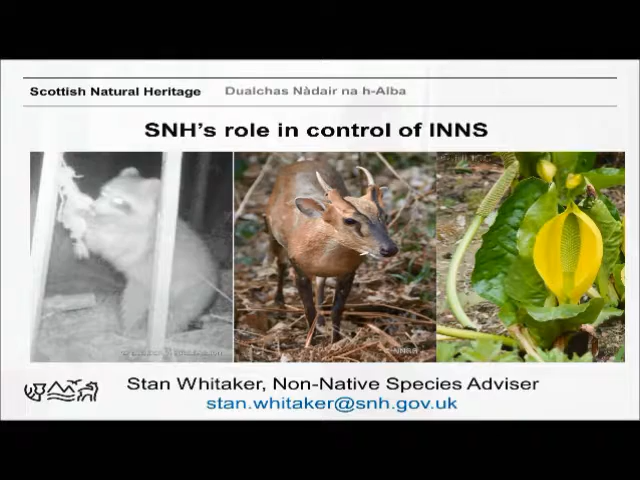 Scottish Natural Heritage Dualchas Nàdair na h-Alba
SNH's role in control of INNS
Stan Whitaker, Non-Native Species Adviser
stan.whitaker@snh.gov.uk